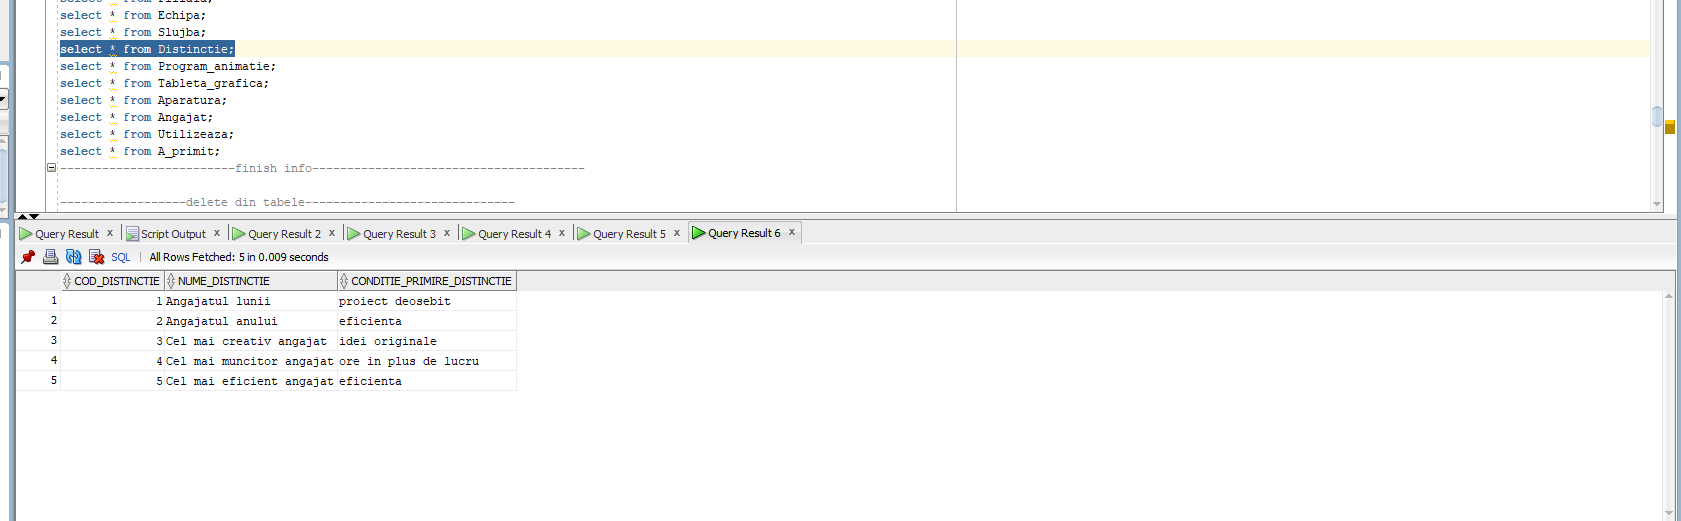 select * from Echipa;
select * from Slujba;
select * from Distinctie;
select * from Program_animatie;
select * from Tableta_grafica;
select * from Aparatura;
select * from Angajat;
select * from Utilizeaza;
select * from A_primit;
-------------------------finish info---------------------------------------
------------------delete din tabele------------------------------
Query Result x Script Output x Query Result 2 x Query Result 3 x Query Result 4 x Query Result 5 x Query Result 6 x
SQL | All Rows Fetched: 5 in 0.009 seconds
COD_DISTINCTIE NUME_DISTINCTIE CONDITIE_PRIMIRE_DISTINCTIE
1 1 Angajatul lunii proiect deosebit
2 2 Angajatul anului eficienta
3 3 Cel mai creativ angajat idei originale
4 4 Cel mai muncitor angajat ore in plus de lucru
5 5 Cel mai eficient angajat eficienta